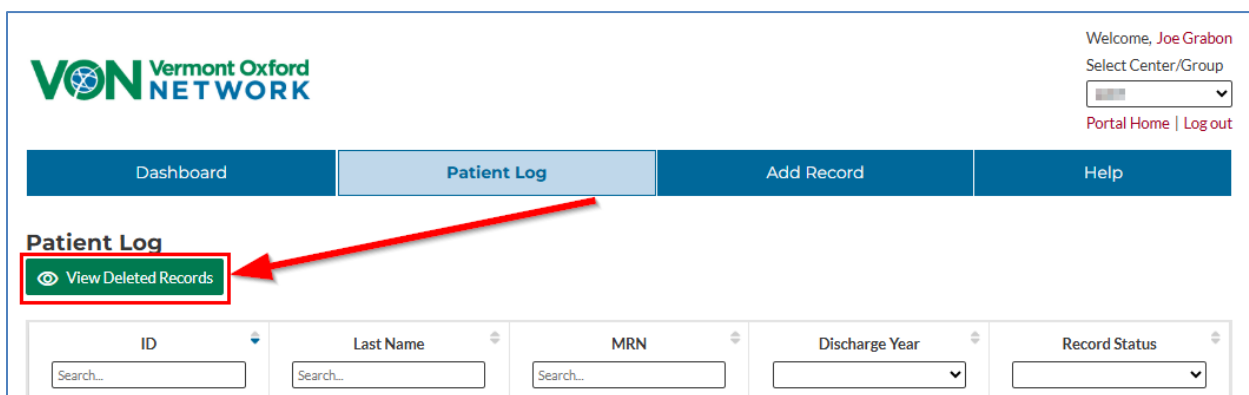 Welcome, Joe Grabon
VON Vermont Oxford
NETWORK
Select Center/Group
Portal Home | Log out
Dashboard Patient Log Add Record Help
Patient Log
View Deleted Records
ID Last Name MRN Discharge Year Record Status
Search... Search... Search...